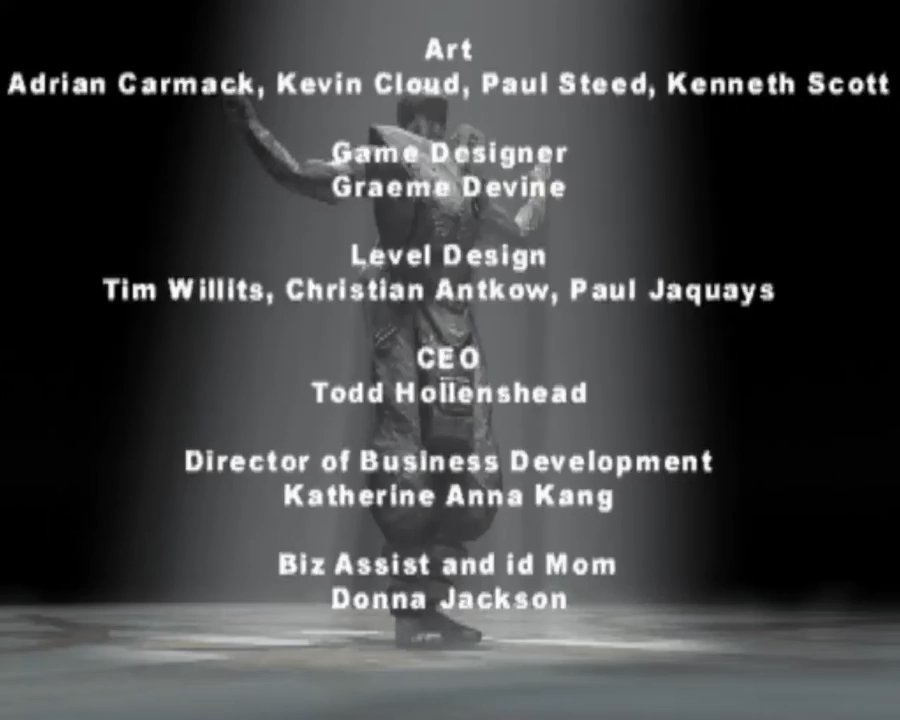 Art
Adrian Carmack, Kevin Cloud, Paul Steed, Kenneth Scott
Game Designer
Graeme Devine
Level Design
Tim Willits, Christian Antkow, Paul Jaquays
CEO
Todd Hollenshead
Director of Business Development
Katherine Anna Kang
Biz Assist and id Mom
Donna Jackson